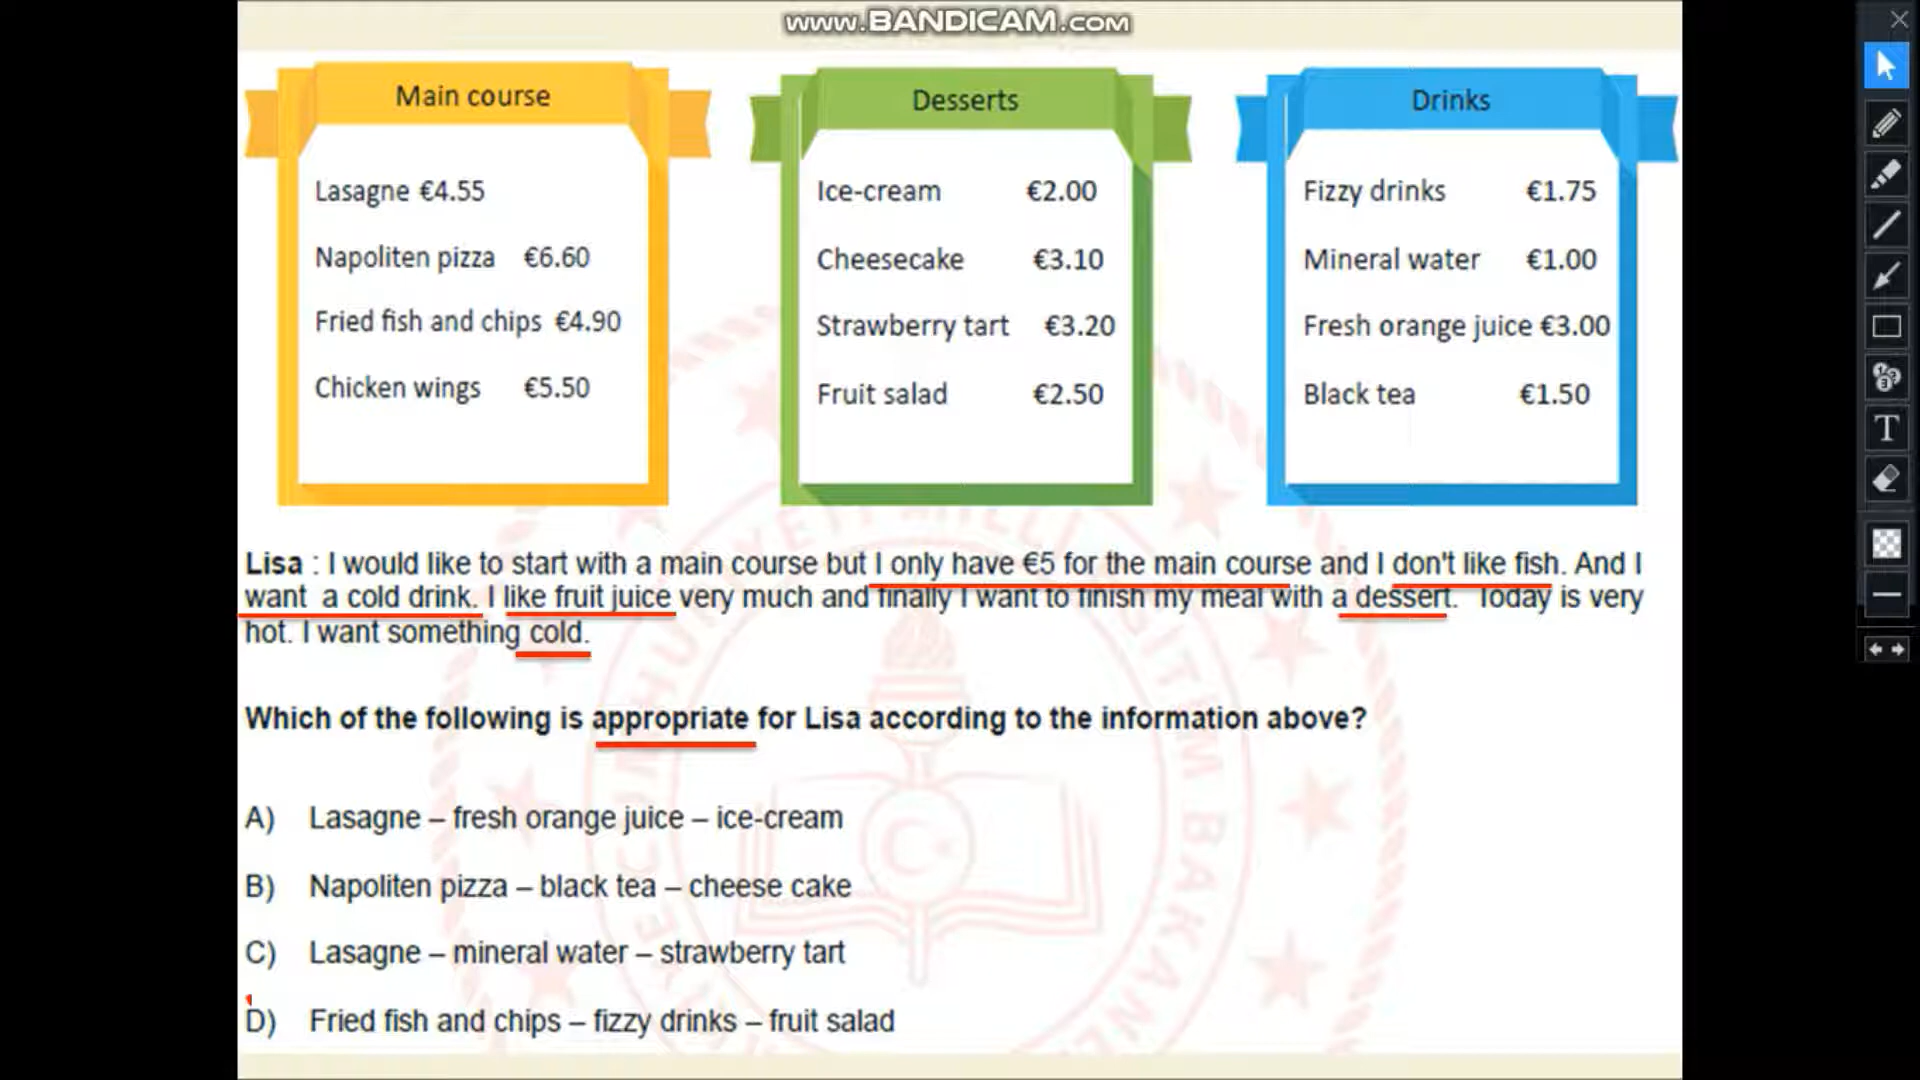 www.BANDICAM.com
Main course
Lasagne €4.55
Napoliten pizza €6.60
Fried fish and chips €4.90
Chicken wings €5.50
Desserts
Ice-cream €2.00
Cheesecake €3.10
Strawberry tart €3.20
Fruit salad €2.50
Drinks
Fizzy drinks €1.75
Mineral water €1.00
Fresh orange juice €3.00
Black tea €1.50
Lisa : I would like to start with a main course but I only have €5 for the main course and I don't like fish. And I
want a cold drink. I like fruit juice very much and finally I want to finish my meal with a dessert. Today is very
hot. I want something cold.
Which of the following is appropriate for Lisa according to the information above?
A) Lasagne – fresh orange juice – ice-cream
B) Napoliten pizza – black tea – cheese cake
C) Lasagne – mineral water – strawberry tart
D) Fried fish and chips – fizzy drinks – fruit salad